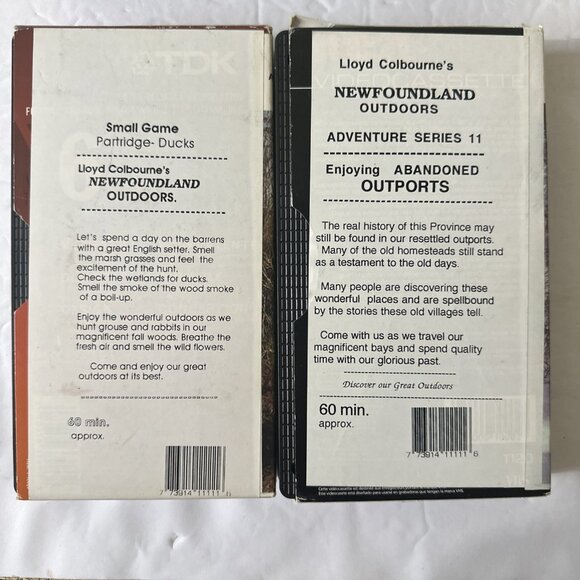 TDK
Small Game
Partridge- Ducks
Lloyd Colbourne's
NEWFOUNDLAND
OUTDOORS.
Let's spend a day on the barrens
with a great English setter. Smell
the marsh grasses and feel the
excitement of the hunt.
Check the wetlands for ducks.
Smell the smoke of the wood smoke
of a boil-up.
Enjoy the wonderful outdoors as we
hunt grouse and rabbits in our
magnificent fall woods. Breathe the
fresh air and smell the wild flowers.
Come and enjoy our great
outdoors at its best.
60 min.
approx.
7 73914 11111 6
Lloyd Colbourne's
VIDEOCASSETTE
NEWFOUNDLAND
OUTDOORS
ADVENTURE SERIES 11
Enjoying ABANDONED
OUTPORTS
The real history of this Province may
still be found in our resettled outports.
Many of the old homesteads still stand
as a testament to the old days.
Many people are discovering these
wonderful places and are spellbound
by the stories these old villages tell.
Come with us as we travel our
magnificent bays and spend quality
time with our glorious past.
Discover our Great Outdoors
60 min.
approx.
7 73914 11111 6
T120